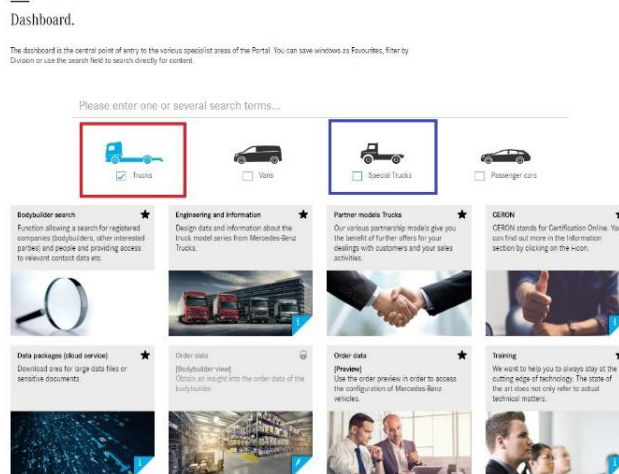 Dashboard.
The dashboard is the central point of entry to the various specialist areas of the Portal. You can save windows as Favourites, filter by
Division or use the search field to search directly for content.
Please enter one or several search terms...
Trucks
Vans
Special Trucks
Passenger cars
Bodybuilder search
Function allowing a search for registered
companies (bodybuilders, other interested
parties) and people and providing access
to relevant contact data etc.
Engineering and information
Design data and information about the
truck model series from Mercedes-Benz
Trucks.
Partner models Trucks
Our various partnership models give you
the benefit of further offers for your
dealings with customers and your sales
activities.
CERON
CERON stands for Certification Online. You
can find out more in the Information
section by clicking on the i-icon.
Data packages (cloud service)
Download area for large data files or
sensitive documents.
Order data
[Bodybuilder view]
Obtain an insight into the order data of the
bodybuilder.
Order data
[Preview]
Use the order preview in order to access
the configuration of Mercedes-Benz
vehicles.
Training
We want to help you to always stay at the
cutting edge of technology. The state of
the art does not only refer to actual
technical matters.